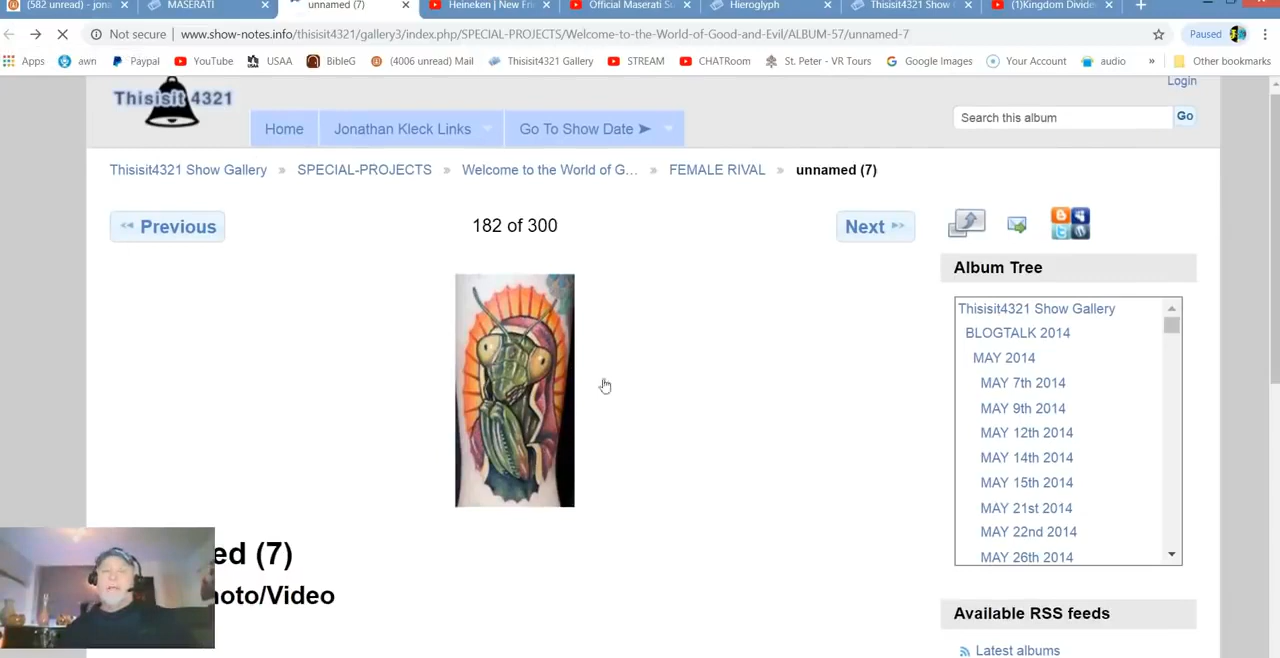 (582 unread) - jona
MASERATI
unnamed (7)
Heineken | New Fri
Official Maserati Su
Hieroglyph
Thisisit4321 Show
(1)Kingdom Divide
Not secure | www.show-notes.info/thisisit4321/gallery3/index.php/SPECIAL-PROJECTS/Welcome-to-the-World-of-Good-and-Evil/ALBUM-57/unnamed-7
Paused
Apps awn Paypal YouTube USAA BibleG (4006 unread) Mail Thisisit4321 Gallery STREAM CHATRoom St. Peter - VR Tours Google Images Your Account audio » Other bookmarks
Login
Thisisit 4321
Home Jonathan Kleck Links Go To Show Date ➤
Search this album Go
Thisisit4321 Show Gallery » SPECIAL-PROJECTS » Welcome to the World of G... » FEMALE RIVAL » unnamed (7)
Previous 182 of 300 Next
Album Tree
Thisisit4321 Show Gallery
BLOGTALK 2014
MAY 2014
MAY 7th 2014
MAY 9th 2014
MAY 12th 2014
MAY 14th 2014
MAY 15th 2014
MAY 21st 2014
MAY 22nd 2014
MAY 26th 2014
ed (7)
hoto/Video
Available RSS feeds
Latest albums